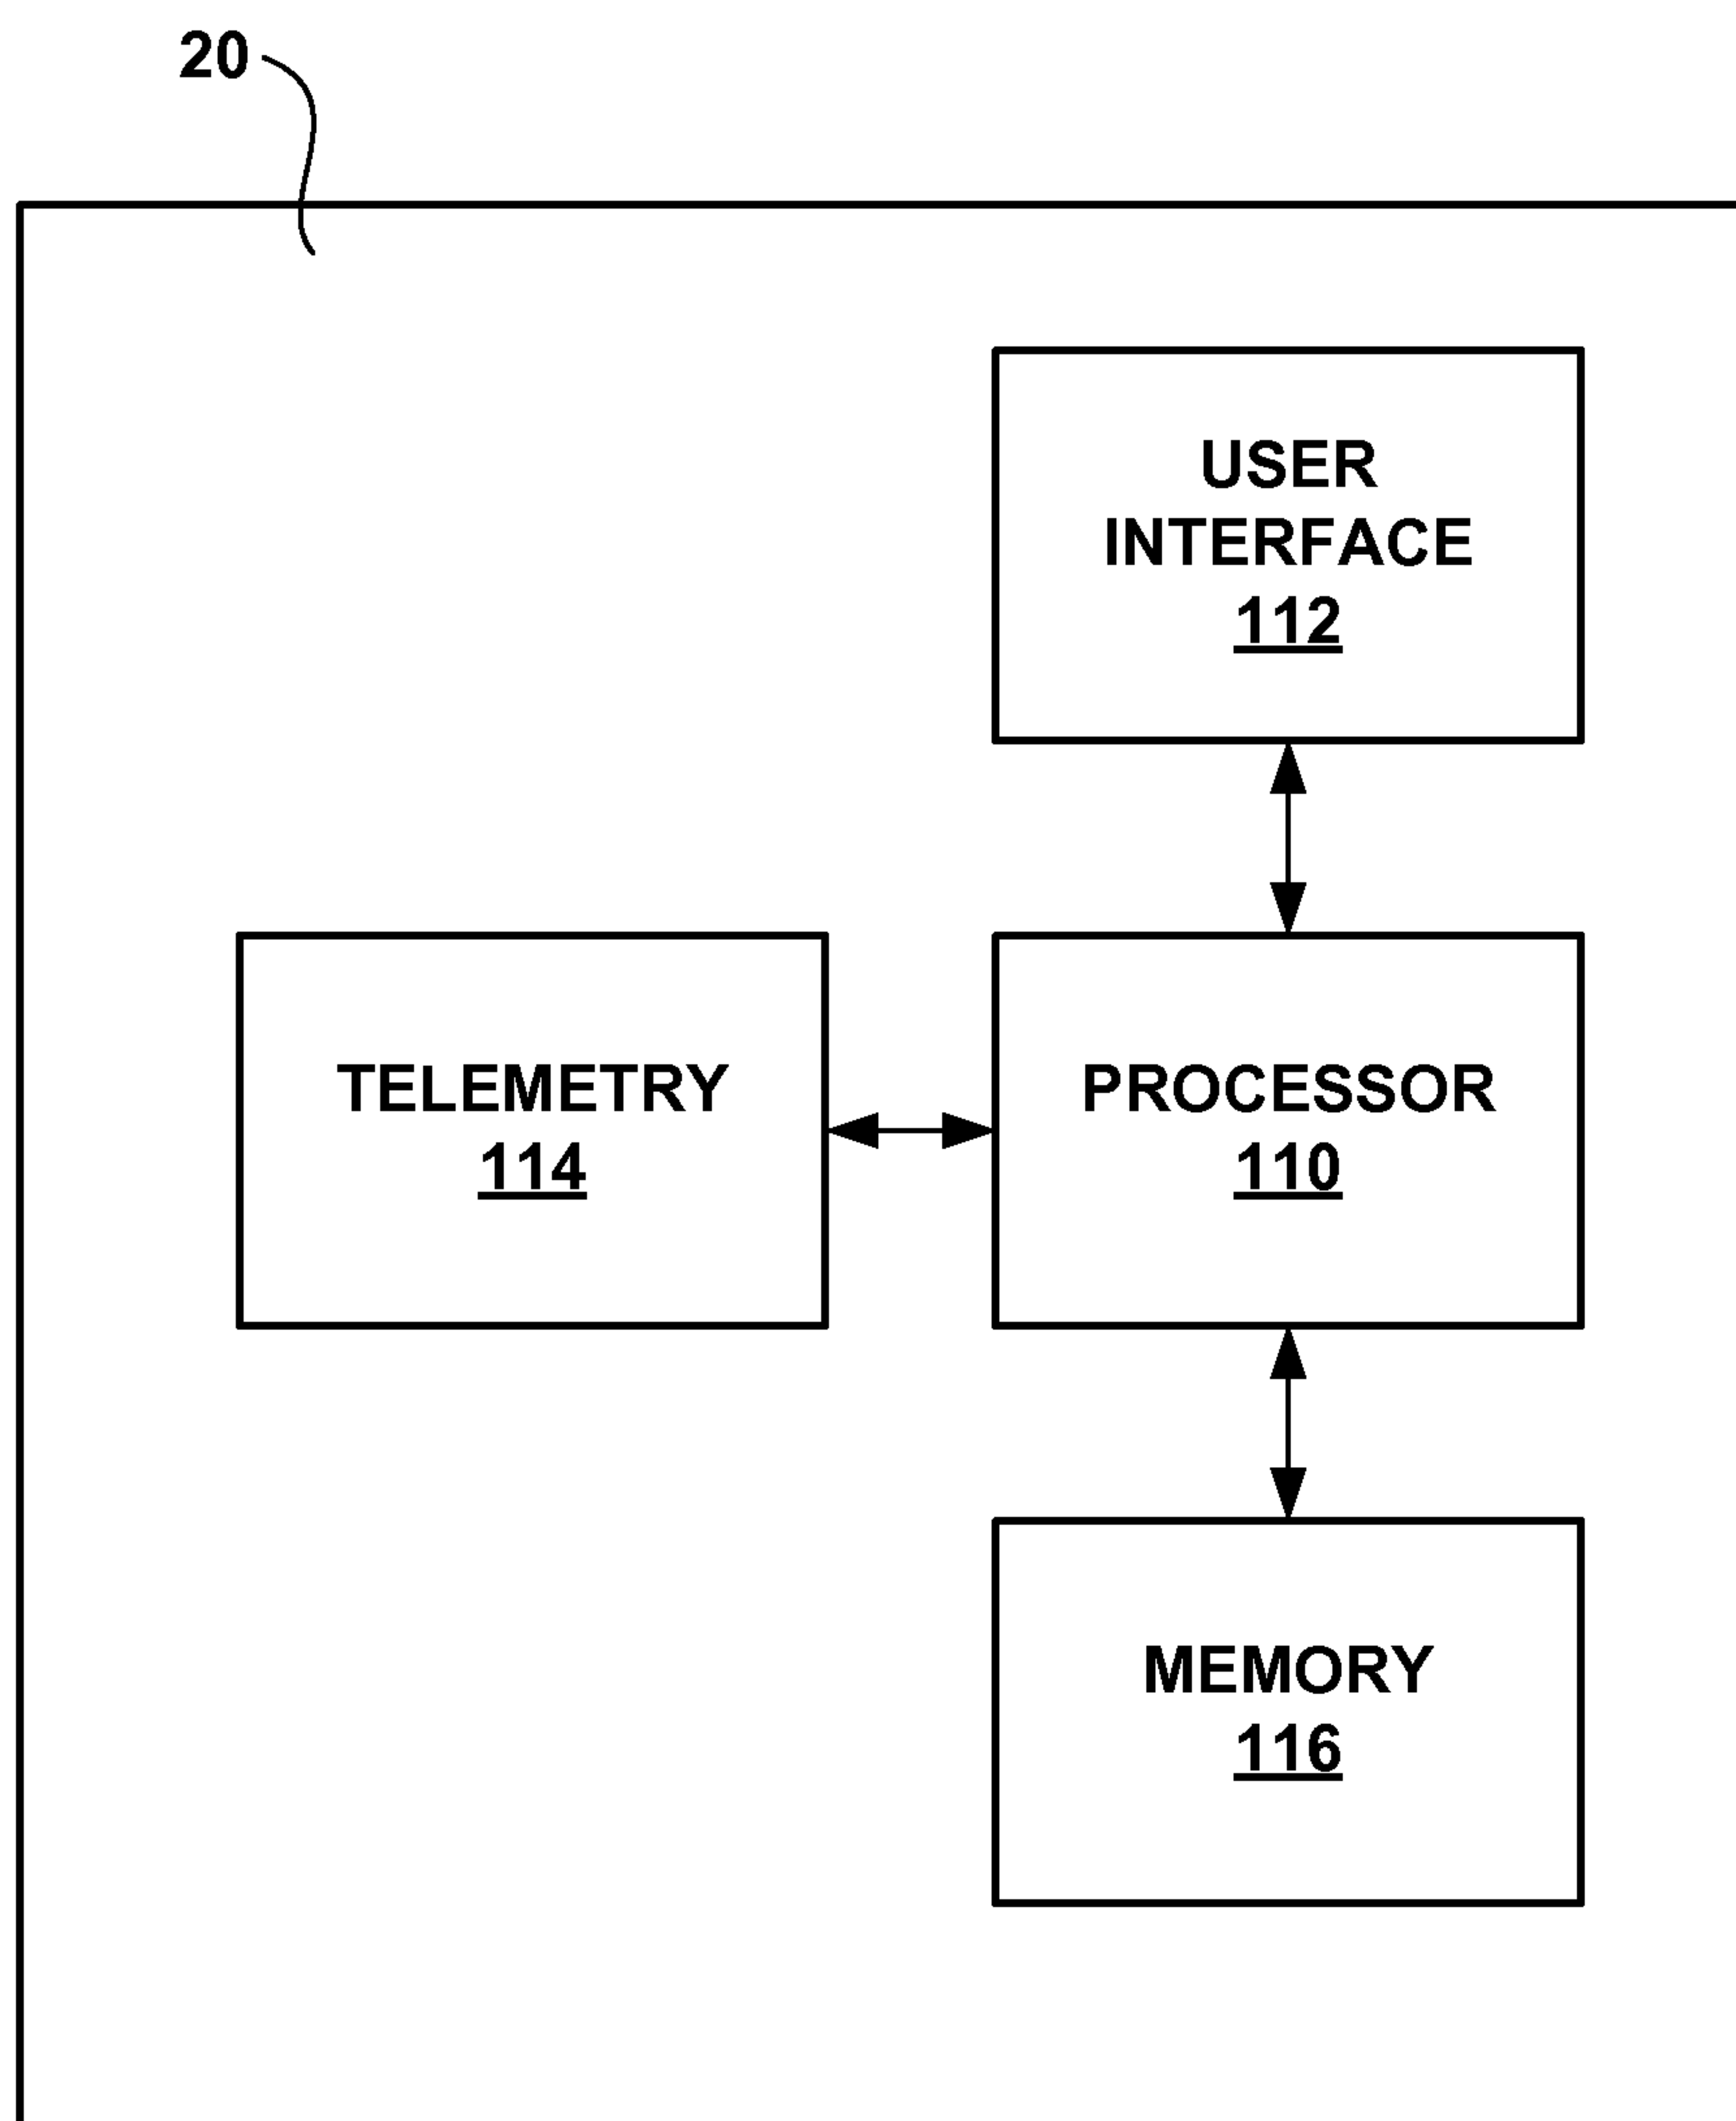 20
USER
INTERFACE
112
TELEMETRY
114
PROCESSOR
110
MEMORY
116